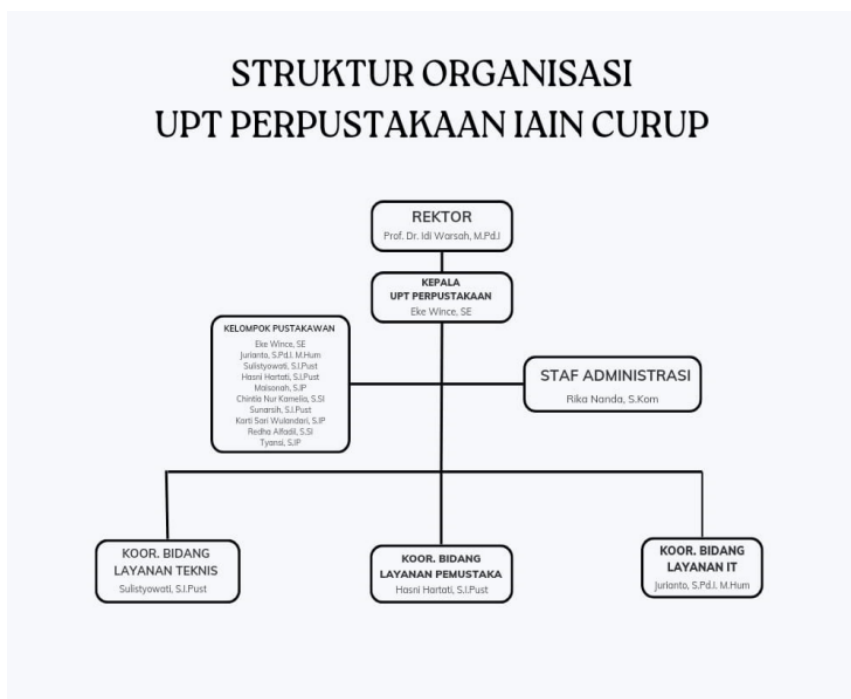 STRUKTUR ORGANISASI
UPT PERPUSTAKAAN IAIN CURUP
REKTOR
Prof. Dr. Idi Warsah, M.Pd.I
KEPALA
UPT PERPUSTAKAAN
Eke Wince, SE
KELOMPOK PUSTAKAWAN
Eke Wince, SE
Jurianto, S.Pd.I. M.Hum
Sulistyowati, S.I.Pust
Hasni Hartati, S.I.Pust
Maisonah, S.IP
Chintia Nur Kamelia, S.SI
Sunarsih, S.I.Pust
Karti Sari Wulandari, S.IP
Redha Alfadil, S.SI
Tyansi, S.IP
STAF ADMINISTRASI
Rika Nanda, S.Kom
KOOR. BIDANG
LAYANAN TEKNIS
Sulistyowati, S.I.Pust
KOOR. BIDANG
LAYANAN PEMUSTAKA
Hasni Hartati, S.I.Pust
KOOR. BIDANG
LAYANAN IT
Jurianto, S.Pd.I. M.Hum